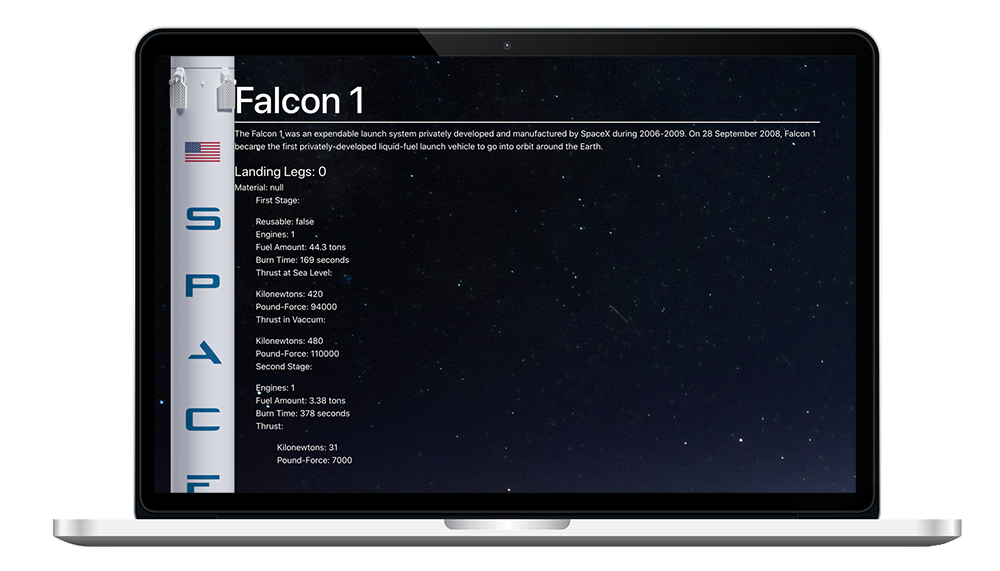 Falcon 1
The Falcon 1 was an expendable launch system privately developed and manufactured by SpaceX during 2006-2009. On 28 September 2008, Falcon 1
became the first privately-developed liquid-fuel launch vehicle to go into orbit around the Earth.
Landing Legs: 0
Material: null
First Stage:
Reusable: false
Engines: 1
Fuel Amount: 44.3 tons
Burn Time: 169 seconds
Thrust at Sea Level:
Kilonewtons: 420
Pound-Force: 94000
Thrust in Vaccum:
Kilonewtons: 480
Pound-Force: 110000
Second Stage:
Engines: 1
Fuel Amount: 3.38 tons
Burn Time: 378 seconds
Thrust:
Kilonewtons: 31
Pound-Force: 7000
S
P
A
C
E